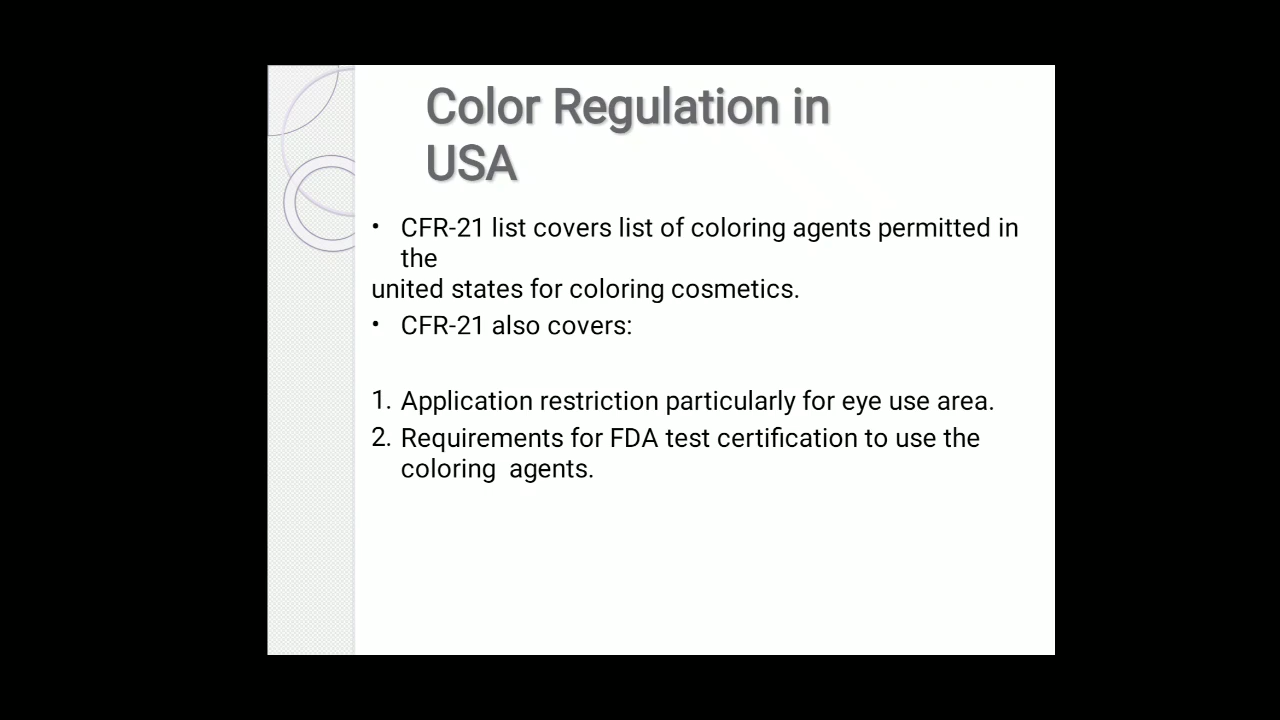 Color Regulation in
USA
• CFR-21 list covers list of coloring agents permitted in
the
united states for coloring cosmetics.
• CFR-21 also covers:
1. Application restriction particularly for eye use area.
2. Requirements for FDA test certification to use the
coloring  agents.